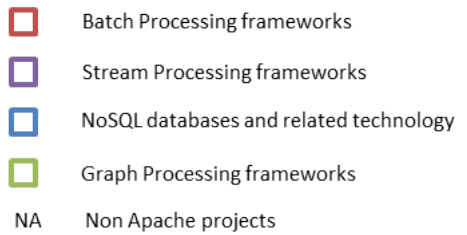 Batch Processing frameworks
Stream Processing frameworks
NoSQL databases and related technology
Graph Processing frameworks
NA Non Apache projects